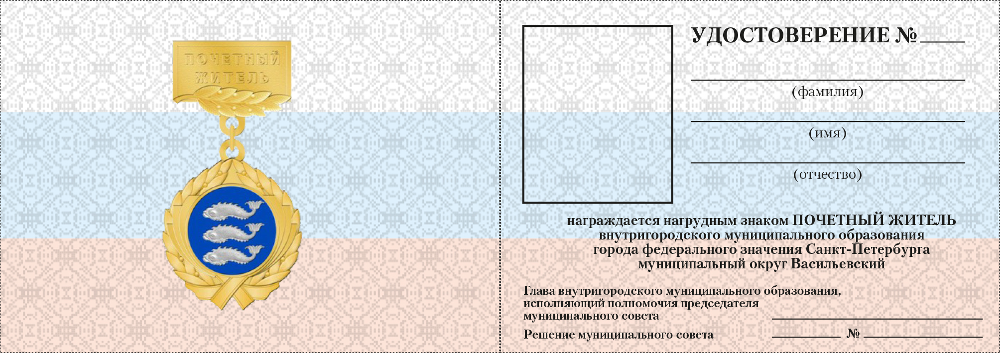 ПОЧЕТНЫЙ
ЖИТЕЛЬ
УДОСТОВЕРЕНИЕ №
(фамилия)
(имя)
(отчество)
награждается нагрудным знаком ПОЧЕТНЫЙ ЖИТЕЛЬ
внутригородского муниципального образования
города федерального значения Санкт-Петербурга
муниципальный округ Васильевский
Глава внутригородского муниципального образования,
исполняющий полномочия председателя
муниципального совета
Решение муниципального совета №